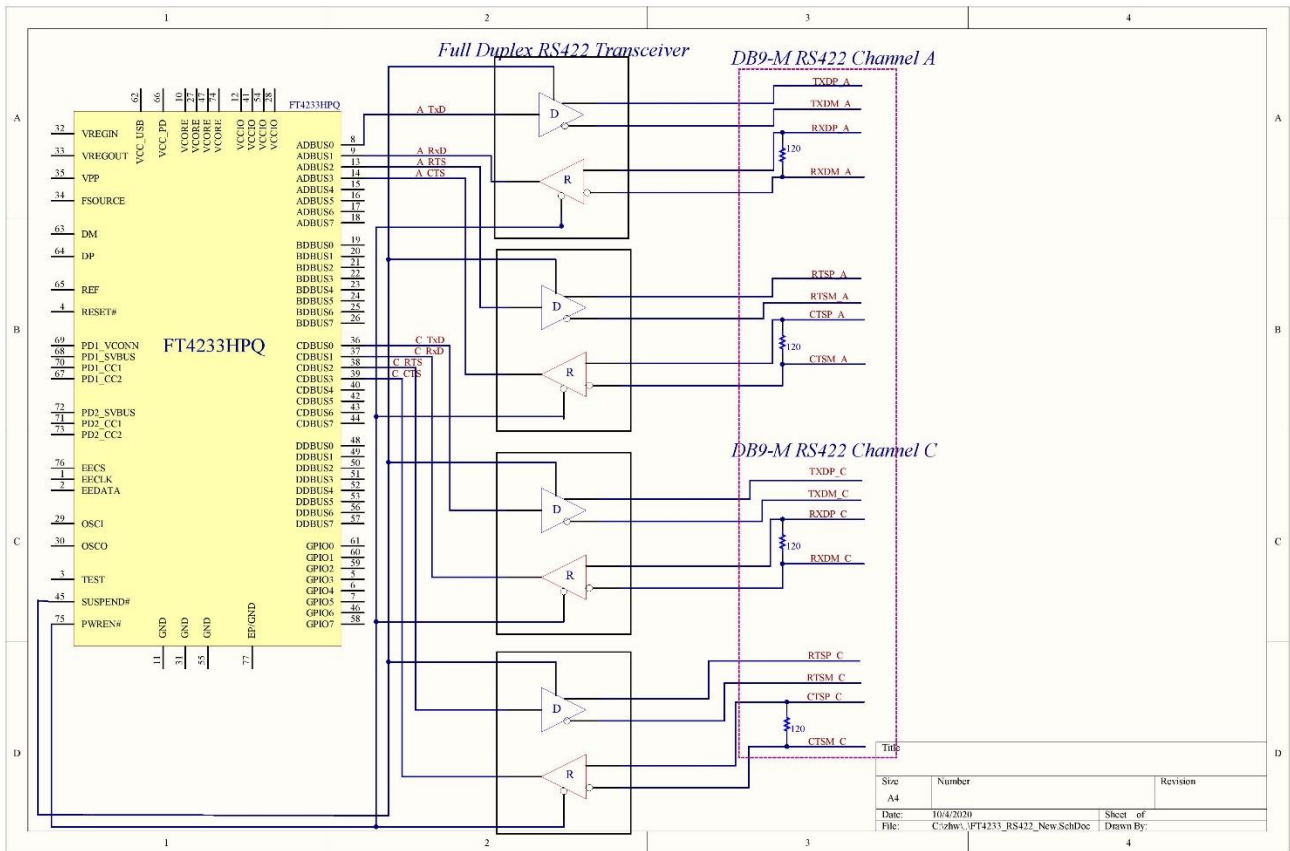 1 2 3 4
Full Duplex RS422 Transceiver
DB9-M RS422 Channel A
A A
FT4233HPQ
62 VCC_USB
66 VCC_PD
10 VCORE
27 VCORE
47 VCORE
74 VCORE
12 VCCIO
41 VCCIO
54 VCCIO
28 VCCIO
32 VREGIN
33 VREGOUT
35 VPP
34 FSOURCE
63 DM
64 DP
65 REF
4 RESET#
69 PD1_VCONN
68 PD1_SVBUS
70 PD1_CC1
67 PD1_CC2
72 PD2_SVBUS
71 PD2_CC1
73 PD2_CC2
76 EECS
1 EECLK
2 EEDATA
29 OSCI
30 OSCO
3 TEST
45 SUSPEND#
75 PWREN#
FT4233HPQ
ADBUS0 8
ADBUS1 9
ADBUS2 13
ADBUS3 14
ADBUS4 15
ADBUS5 16
ADBUS6 17
ADBUS7 18
BDBUS0 19
BDBUS1 20
BDBUS2 21
BDBUS3 22
BDBUS4 23
BDBUS5 24
BDBUS6 25
BDBUS7 26
CDBUS0 36
CDBUS1 37
CDBUS2 38
CDBUS3 39
CDBUS4 40
CDBUS5 42
CDBUS6 43
CDBUS7 44
DDBUS0 48
DDBUS1 49
DDBUS2 50
DDBUS3 51
DDBUS4 52
DDBUS5 53
DDBUS6 56
DDBUS7 57
GPIO0 61
GPIO1 60
GPIO2 59
GPIO3 5
GPIO4 6
GPIO5 7
GPIO6 46
GPIO7 58
GND 11
GND 31
GND 55
EP/GND 77
A_TxD
A_RxD
A_RTS
A_CTS
C_TxD
C_RxD
C_RTS
C_CTS
D
R
D
R
D
R
D
R
TXDP_A
TXDM_A
RXDP_A
120
RXDM_A
RTSP_A
RTSM_A
CTSP_A
120
CTSM_A
B B
DB9-M RS422 Channel C
TXDP_C
TXDM_C
RXDP_C
120
RXDM_C
C C
RTSP_C
RTSM_C
CTSP_C
120
CTSM_C
D D
Title
Size Number Revision
A4
Date: 10/4/2020 Sheet of
File: C:\zhw\..\FT4233_RS422_New.SchDoc Drawn By:
1 2 3 4